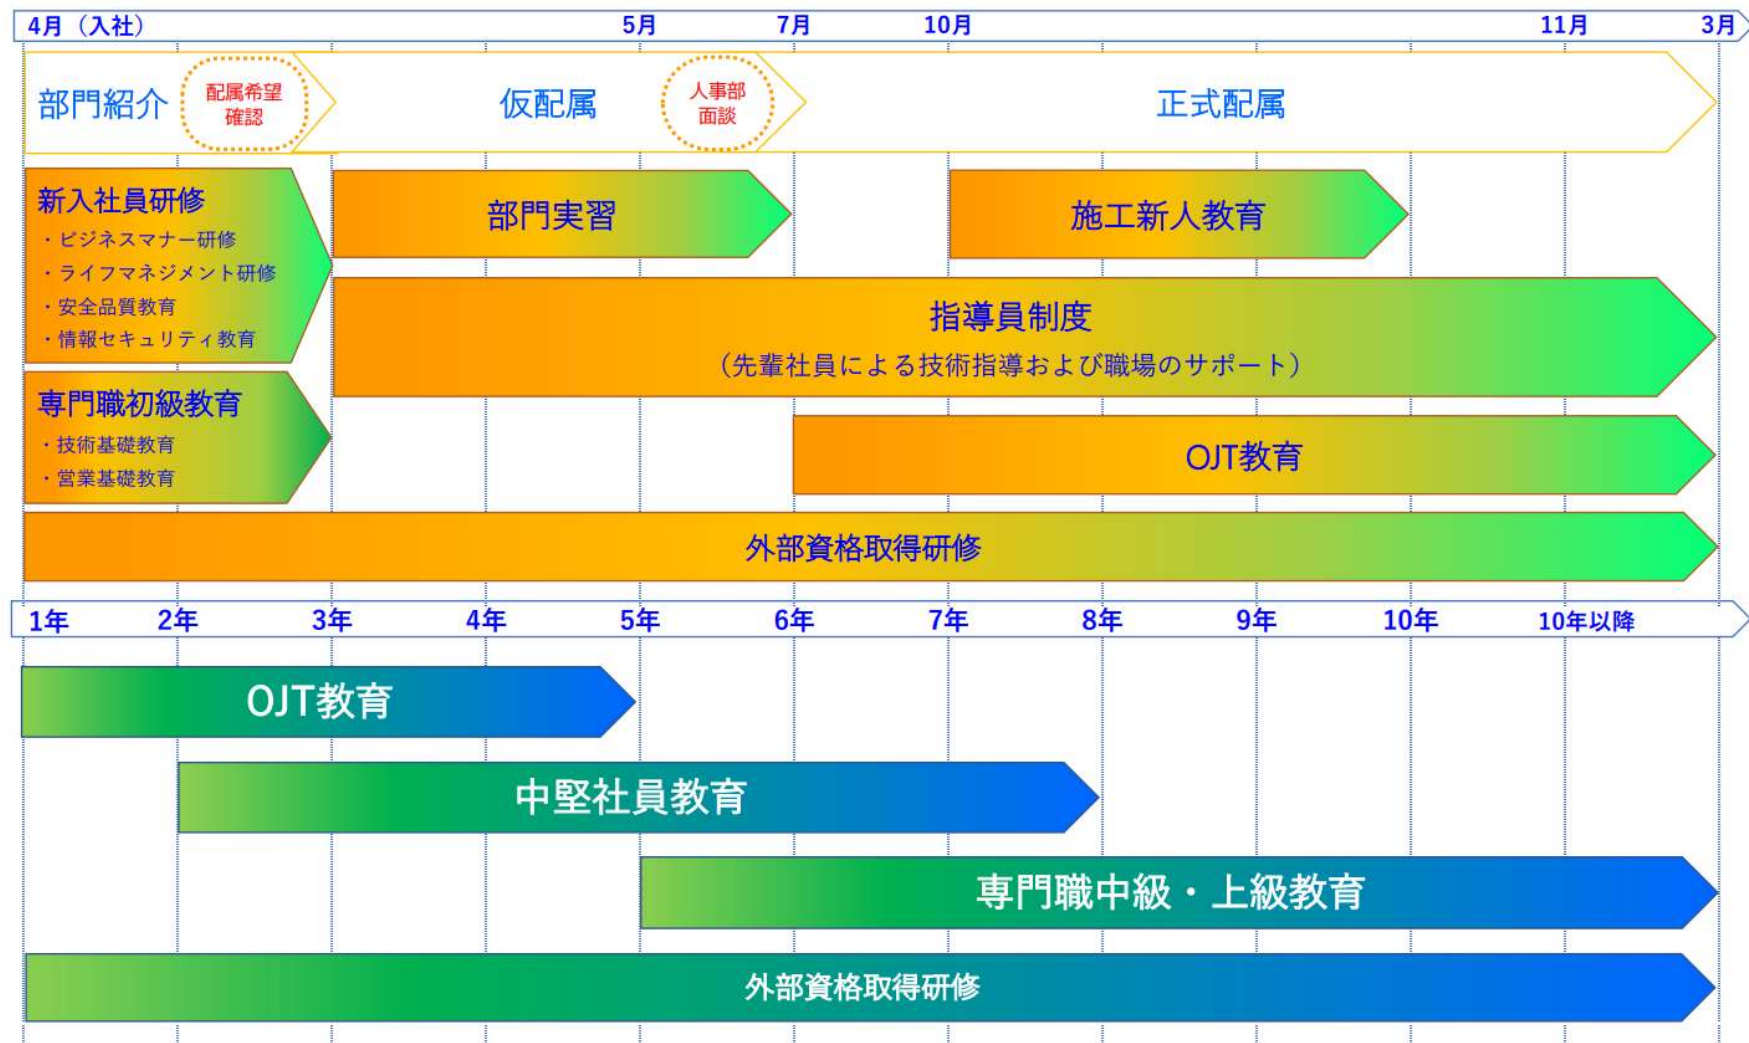 4月（入社） 5月 7月 10月 11月 3月
部門紹介
配属希望
確認
仮配属
人事部
面談
正式配属
新入社員研修
・ビジネスマナー研修
・ライフマネジメント研修
・安全品質教育
・情報セキュリティ教育
部門実習
施工新人教育
指導員制度
（先輩社員による技術指導および職場のサポート）
専門職初級教育
・技術基礎教育
・営業基礎教育
OJT教育
外部資格取得研修
1年 2年 3年 4年 5年 6年 7年 8年 9年 10年 10年以降
OJT教育
中堅社員教育
専門職中級・上級教育
外部資格取得研修